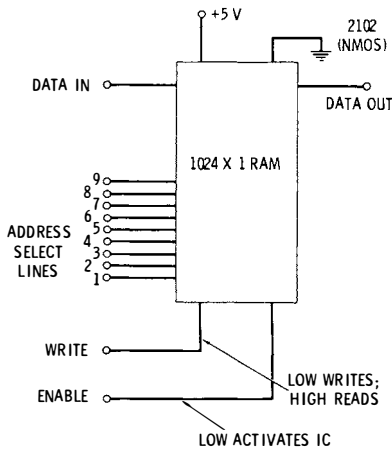 +5 V
2102
(NMOS)
DATA IN
DATA OUT
1024 X 1 RAM
9
8
7
6
5
4
3
2
1
ADDRESS
SELECT
LINES
WRITE
LOW WRITES;
HIGH READS
ENABLE
LOW ACTIVATES IC